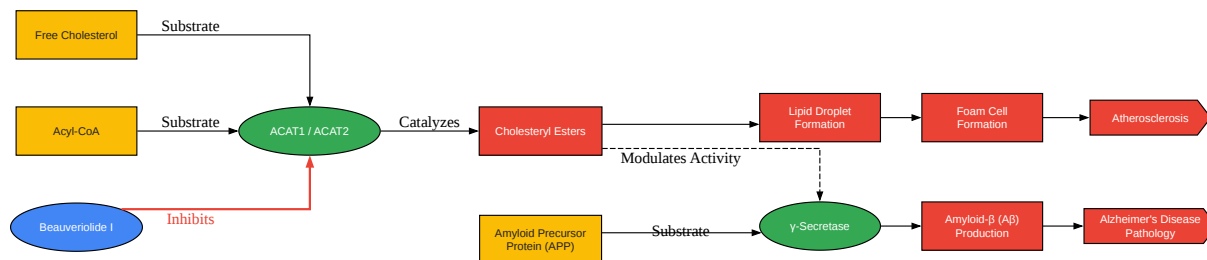 Free Cholesterol
Substrate
Acyl-CoA
Substrate
ACAT1 / ACAT2
Catalyzes
Cholesteryl Esters
Lipid Droplet
Formation
Foam Cell
Formation
Atherosclerosis
Modulates Activity
Beauveriolide I
Inhibits
Amyloid Precursor
Protein (APP)
Substrate
γ-Secretase
Amyloid-β (Aβ)
Production
Alzheimer's Disease
Pathology